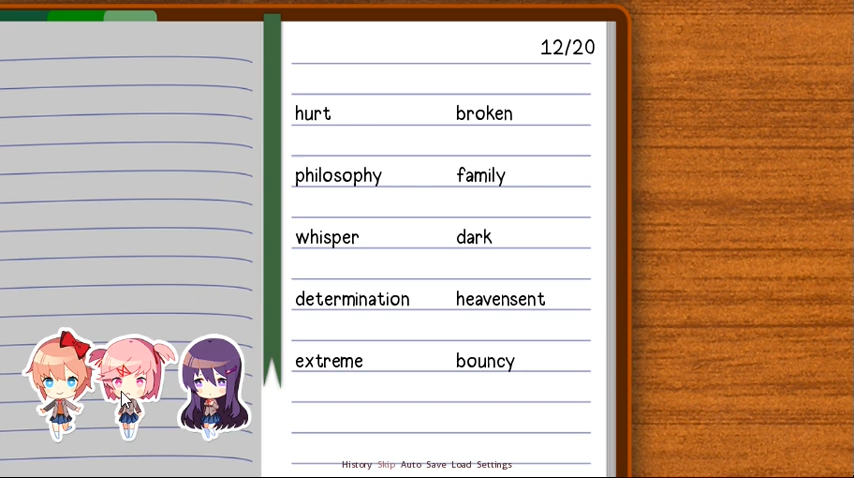 12/20
hurt broken
philosophy family
whisper dark
determination heavensent
extreme bouncy
History Skip Auto Save Load Settings